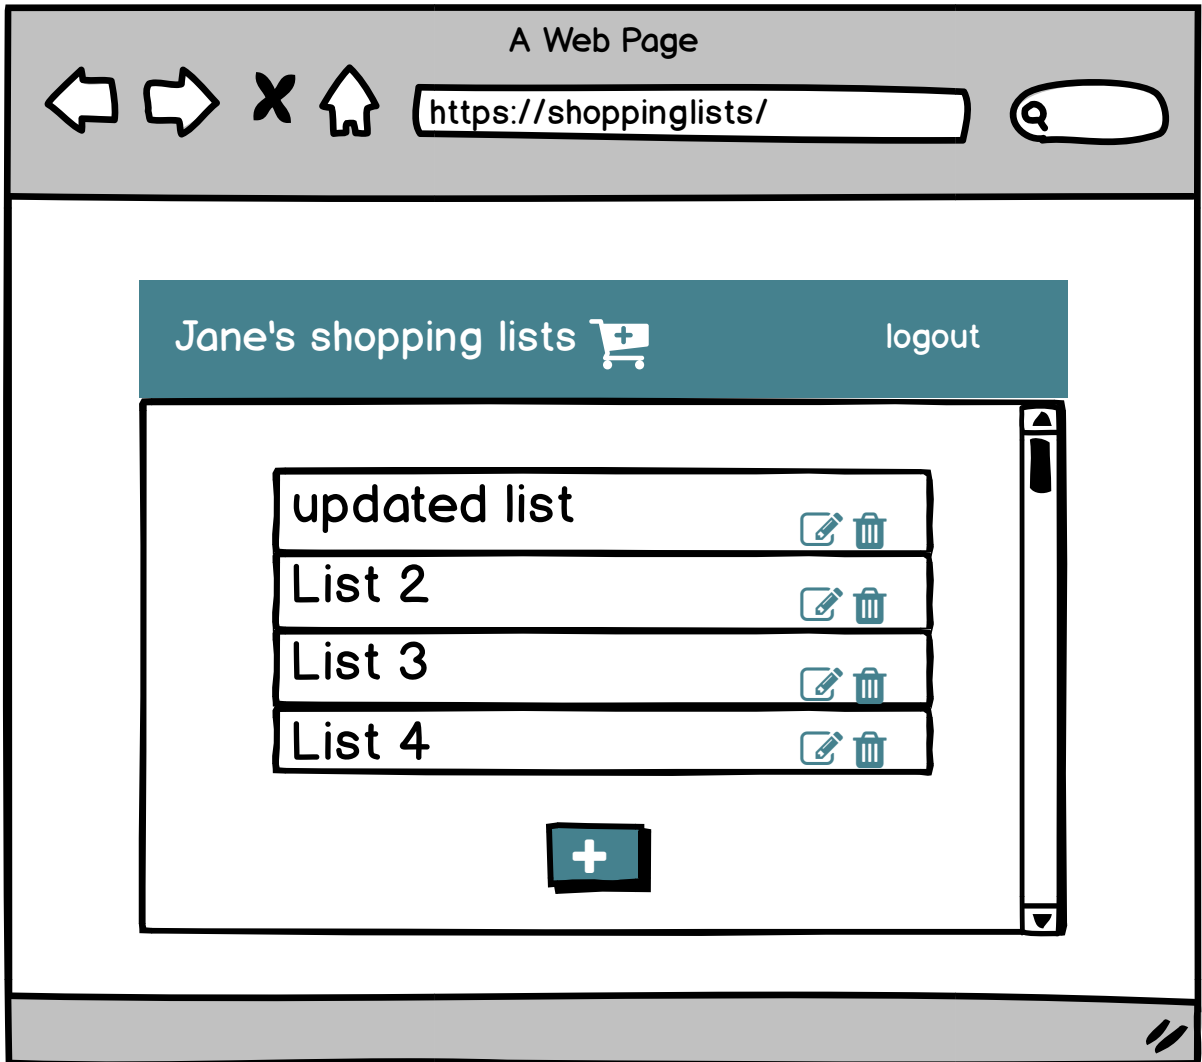 A Web Page
https://shoppinglists/
Jane's shopping lists
logout
updated list
List 2
List 3
List 4